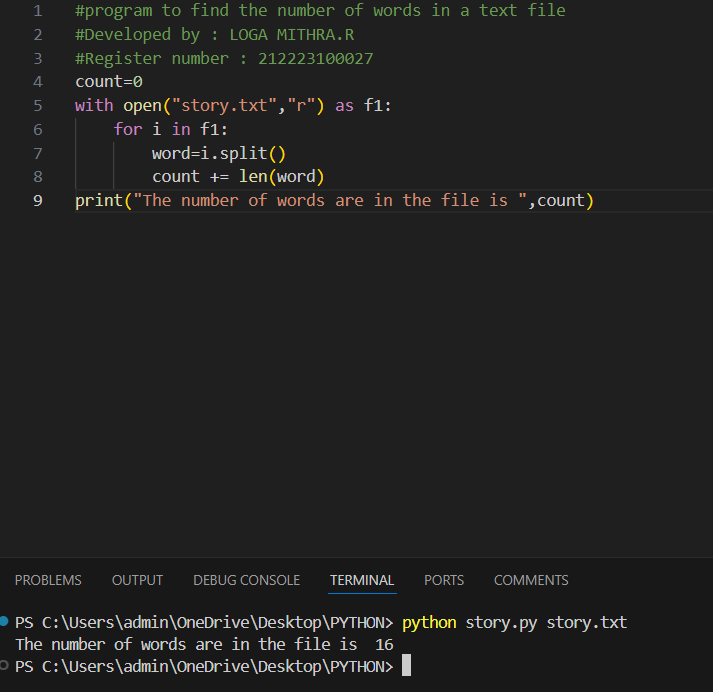 1 #program to find the number of words in a text file
2 #Developed by : LOGA MITHRA.R
3 #Register number : 212223100027
4 count=0
5 with open("story.txt","r") as f1:
6     for i in f1:
7         word=i.split()
8         count += len(word)
9 print("The number of words are in the file is ",count)
PROBLEMS OUTPUT DEBUG CONSOLE TERMINAL PORTS COMMENTS
PS C:\Users\admin\OneDrive\Desktop\PYTHON> python story.py story.txt
The number of words are in the file is  16
PS C:\Users\admin\OneDrive\Desktop\PYTHON>